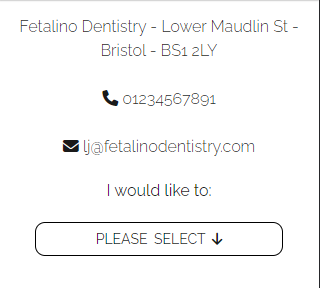 Fetalino Dentistry - Lower Maudlin St -
Bristol - BS1 2LY
01234567891
lj@fetalinodentistry.com
I would like to:
PLEASE SELECT